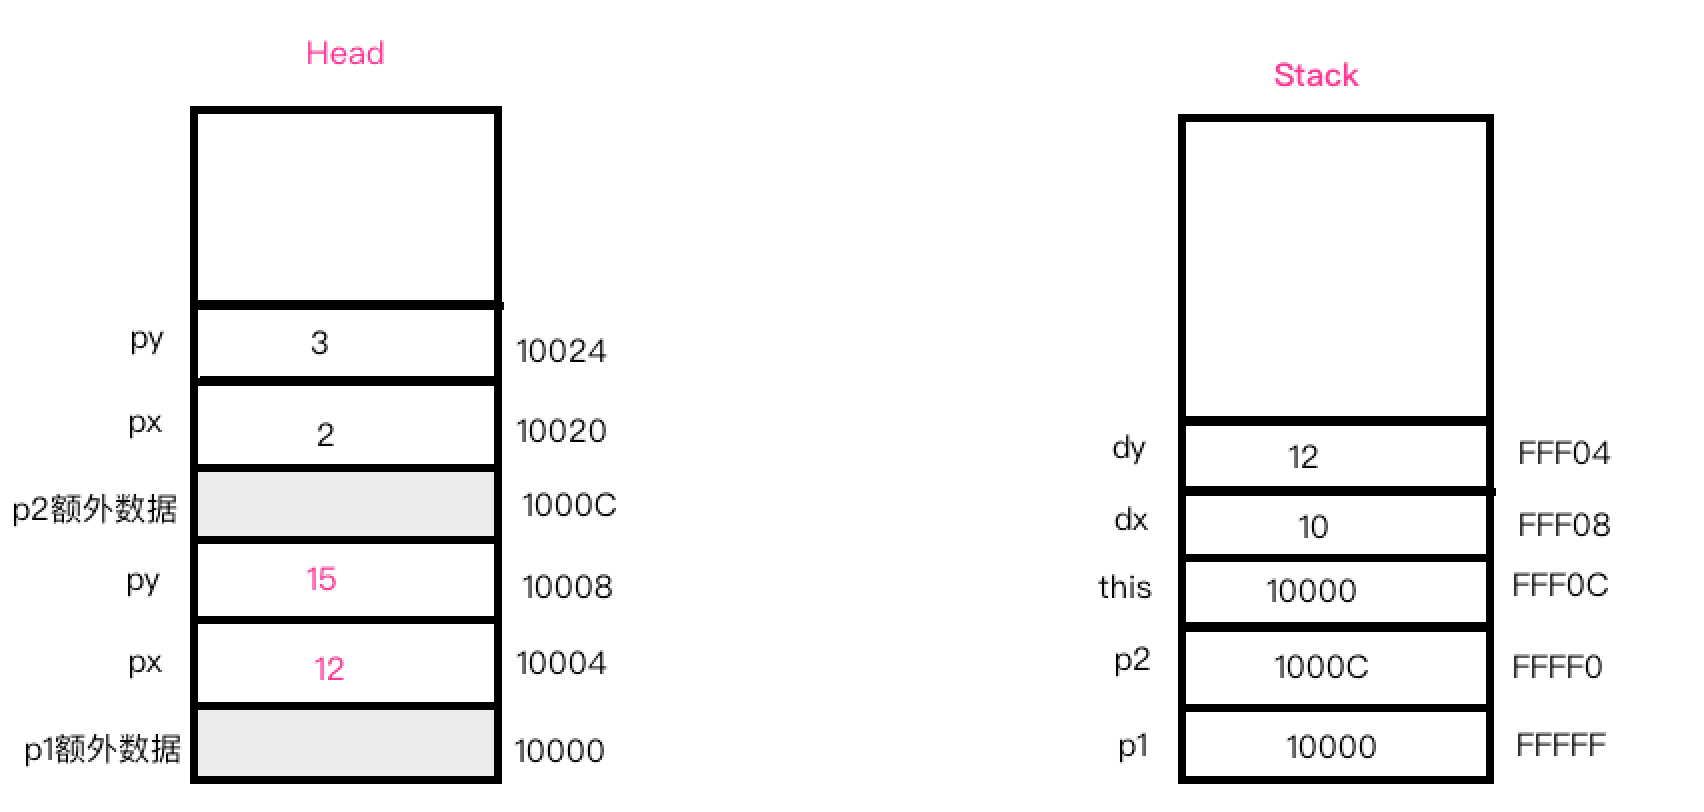 Head
py 3 10024
px 2 10020
p2额外数据 1000C
py 15 10008
px 12 10004
p1额外数据 10000
Stack
dy 12 FFF04
dx 10 FFF08
this 10000 FFF0C
p2 1000C FFFF0
p1 10000 FFFFF